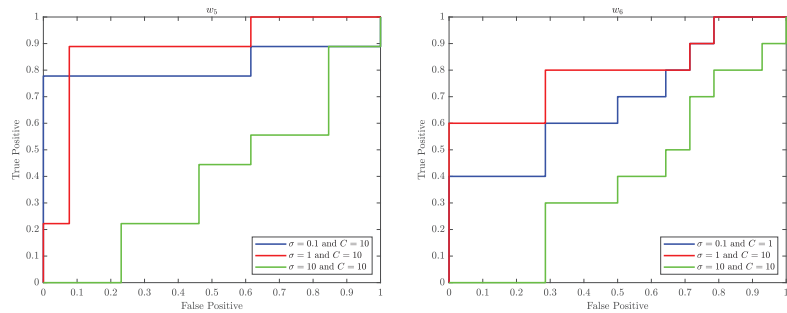 w5
1
0.9
0.8
0.7
0.6
0.5
0.4
0.3
0.2
0.1
0
True Positive
0 0.1 0.2 0.3 0.4 0.5 0.6 0.7 0.8 0.9 1
False Positive
σ = 0.1 and C = 10
σ = 1 and C = 10
σ = 10 and C = 10
w6
1
0.9
0.8
0.7
0.6
0.5
0.4
0.3
0.2
0.1
0
True Positive
0 0.1 0.2 0.3 0.4 0.5 0.6 0.7 0.8 0.9 1
False Positive
σ = 0.1 and C = 1
σ = 1 and C = 10
σ = 10 and C = 10